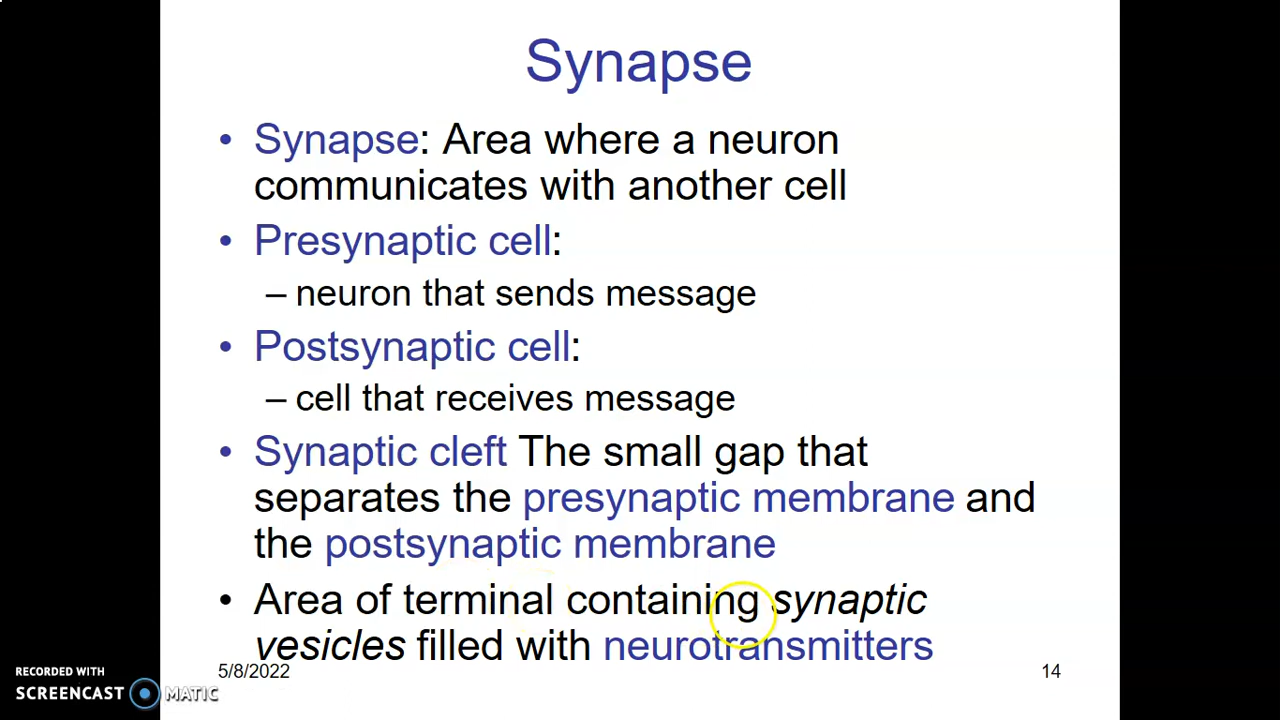 Synapse
• Synapse: Area where a neuron
communicates with another cell
• Presynaptic cell:
– neuron that sends message
• Postsynaptic cell:
– cell that receives message
• Synaptic cleft The small gap that
separates the presynaptic membrane and
the postsynaptic membrane
• Area of terminal containing synaptic
vesicles filled with neurotransmitters
5/8/2022
14
RECORDED WITH
SCREENCAST MATIC